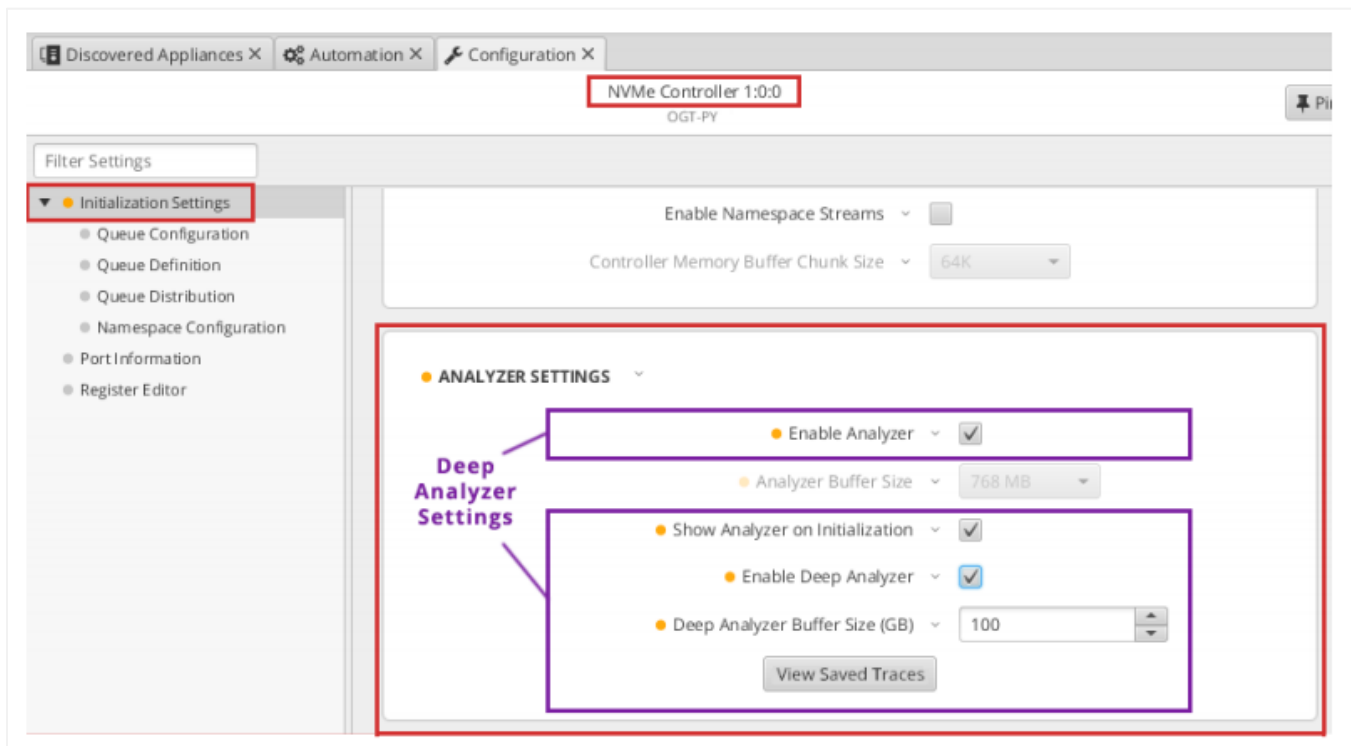 Discovered Appliances Automation Configuration
NVMe Controller 1:0:0
OGT-PY
Filter Settings
Initialization Settings
Queue Configuration
Queue Definition
Queue Distribution
Namespace Configuration
Port Information
Register Editor
Enable Namespace Streams
Controller Memory Buffer Chunk Size 64K
ANALYZER SETTINGS
Enable Analyzer
Analyzer Buffer Size 768 MB
Deep
Analyzer
Settings
Show Analyzer on Initialization
Enable Deep Analyzer
Deep Analyzer Buffer Size (GB) 100
View Saved Traces